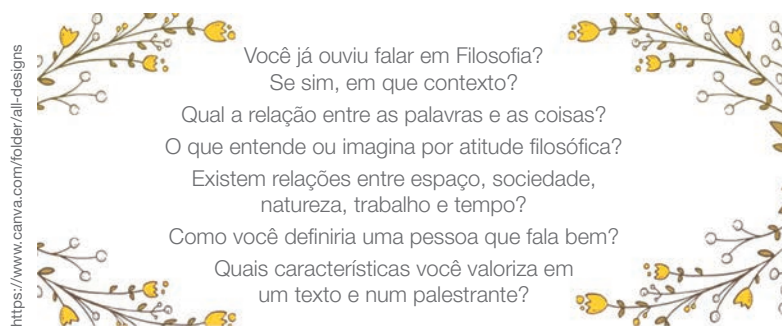 https://www.canva.com/folder/all-designs
Você já ouviu falar em Filosofia?
Se sim, em que contexto?
Qual a relação entre as palavras e as coisas?
O que entende ou imagina por atitude filosófica?
Existem relações entre espaço, sociedade,
natureza, trabalho e tempo?
Como você definiria uma pessoa que fala bem?
Quais características você valoriza em
um texto e num palestrante?